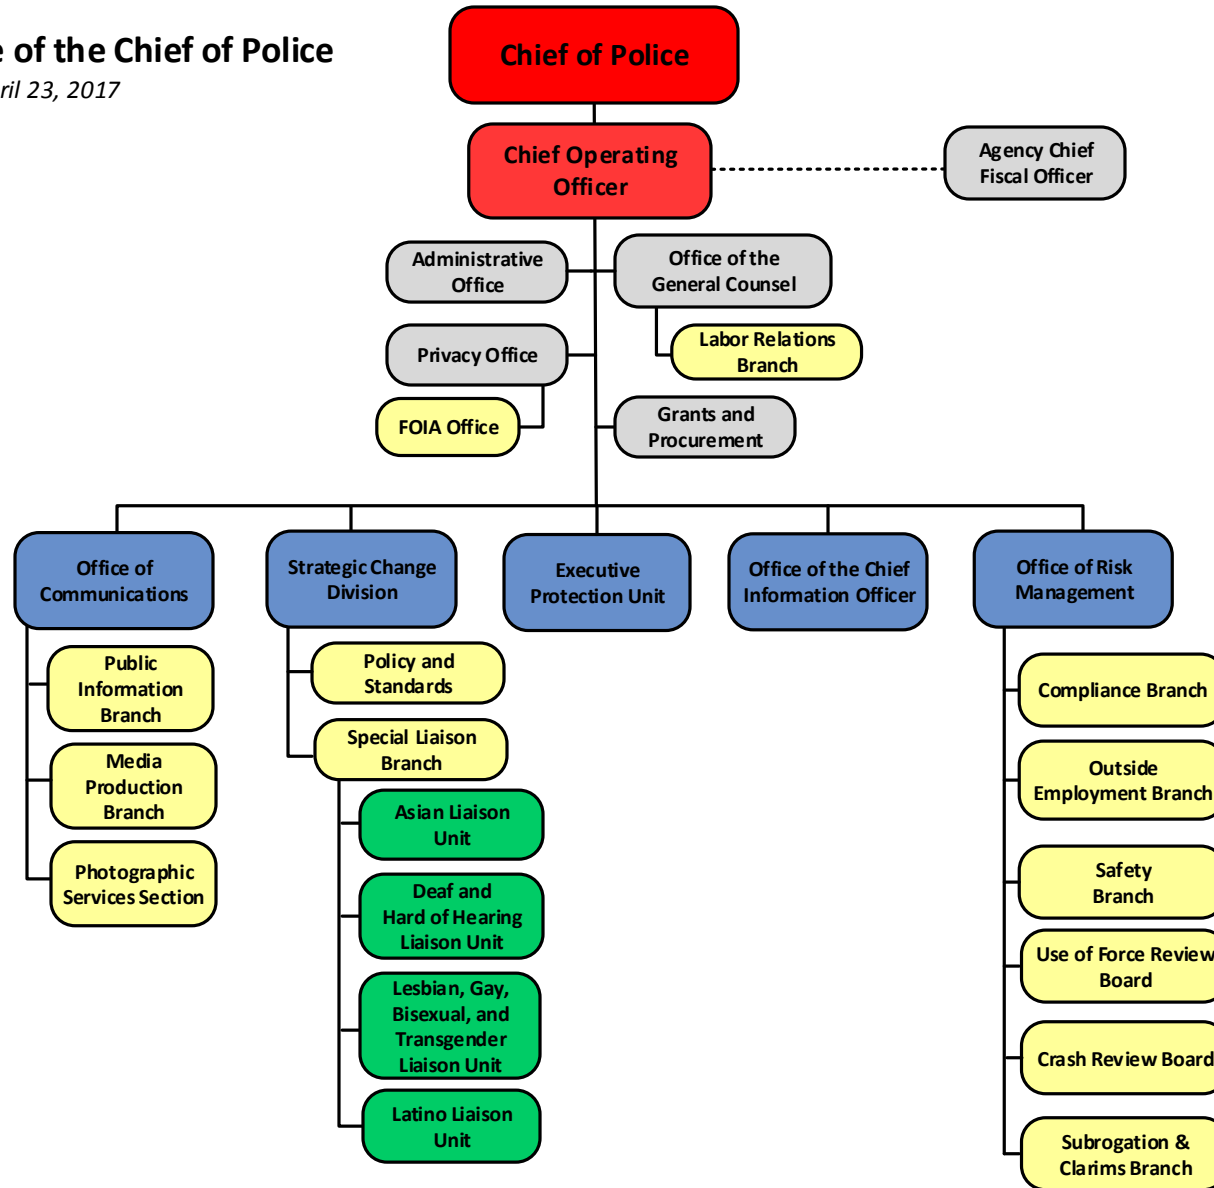 e of the Chief of Police
ril 23, 2017
Chief of Police
Chief Operating
Officer
Agency Chief
Fiscal Officer
Administrative
Office
Office of the
General Counsel
Labor Relations
Branch
Privacy Office
FOIA Office
Grants and
Procurement
Office of
Communications
Strategic Change
Division
Executive
Protection Unit
Office of the Chief
Information Officer
Office of Risk
Management
Public
Information
Branch
Media
Production
Branch
Photographic
Services Section
Policy and
Standards
Special Liaison
Branch
Asian Liaison
Unit
Deaf and
Hard of Hearing
Liaison Unit
Lesbian, Gay,
Bisexual, and
Transgender
Liaison Unit
Latino Liaison
Unit
Compliance Branch
Outside
Employment Branch
Safety
Branch
Use of Force Review
Board
Crash Review Board
Subrogation &
Clarims Branch